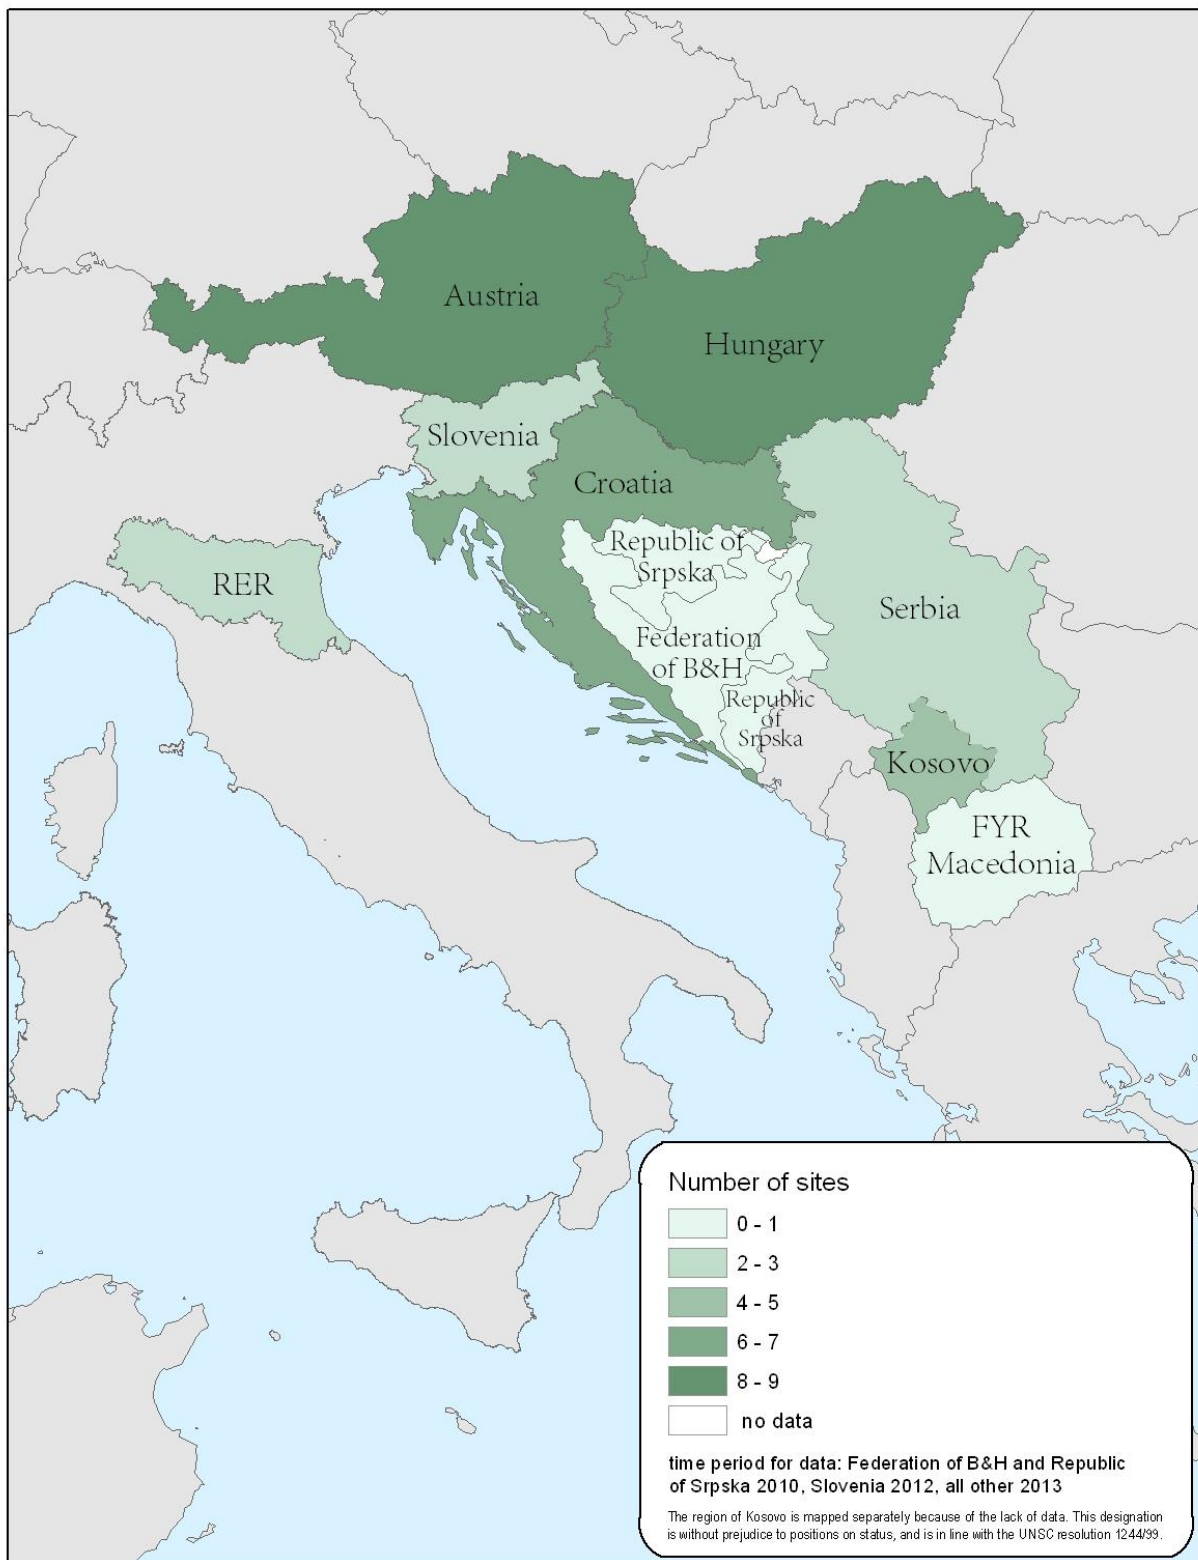 Austria
Hungary
Slovenia
Croatia
Republic of
Srpska
RER
Serbia
Federation
of B&H
Republic
of
Srpska
Kosovo
FYR
Macedonia
Number of sites
0 - 1
2 - 3
4 - 5
6 - 7
8 - 9
no data
time period for data: Federation of B&H and Republic
of Srpska 2010, Slovenia 2012, all other 2013
The region of Kosovo is mapped separately because of the lack of data. This designation
is without prejudice to positions on status, and is in line with the UNSC resolution 1244/99.